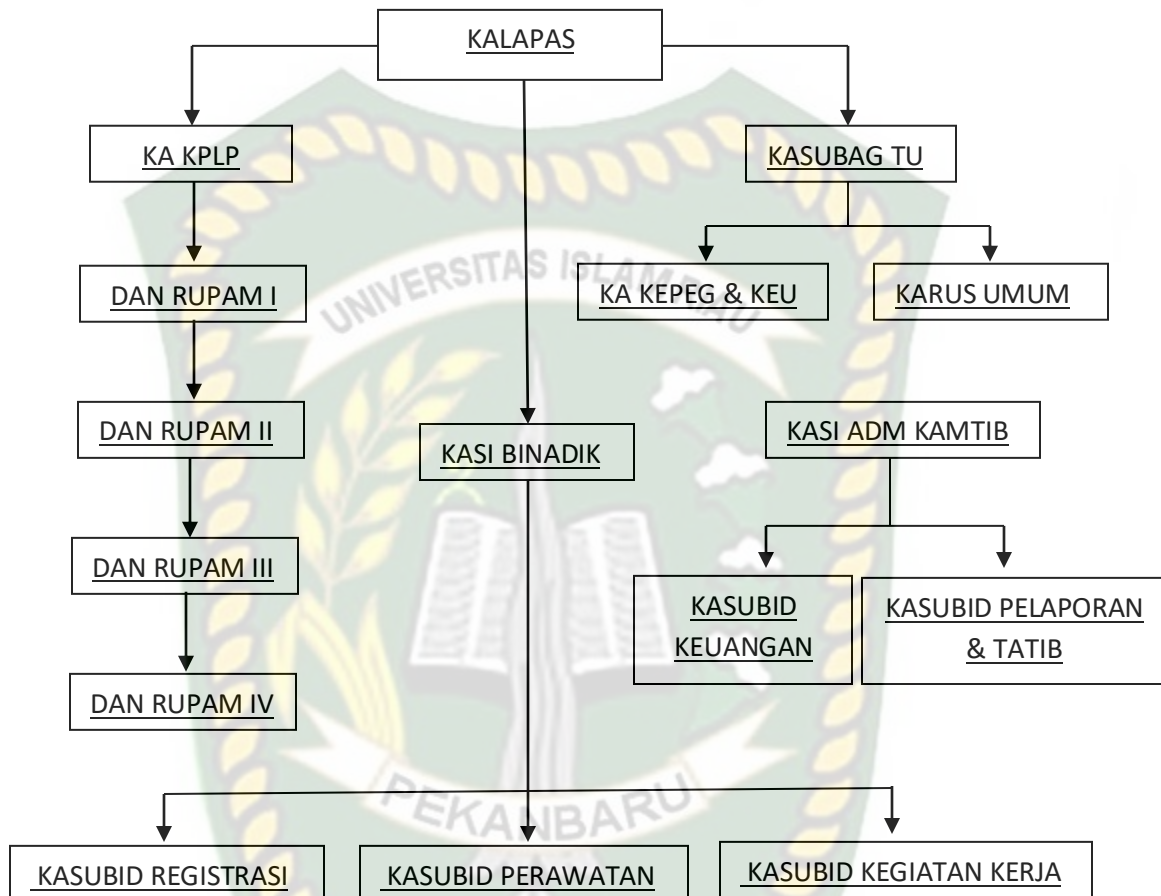 KALAPAS
KA KPLP
KASUBAG TU
DAN RUPAM I
KA KEPEG & KEU
KARUS UMUM
DAN RUPAM II
KASI BINADIK
KASI ADM KAMTIB
DAN RUPAM III
KASUBID
KEUANGAN
KASUBID PELAPORAN
& TATIB
DAN RUPAM IV
KASUBID REGISTRASI
KASUBID PERAWATAN
KASUBID KEGIATAN KERJA
UNIVERSITAS ISLAM RIAU
PEKANBARU